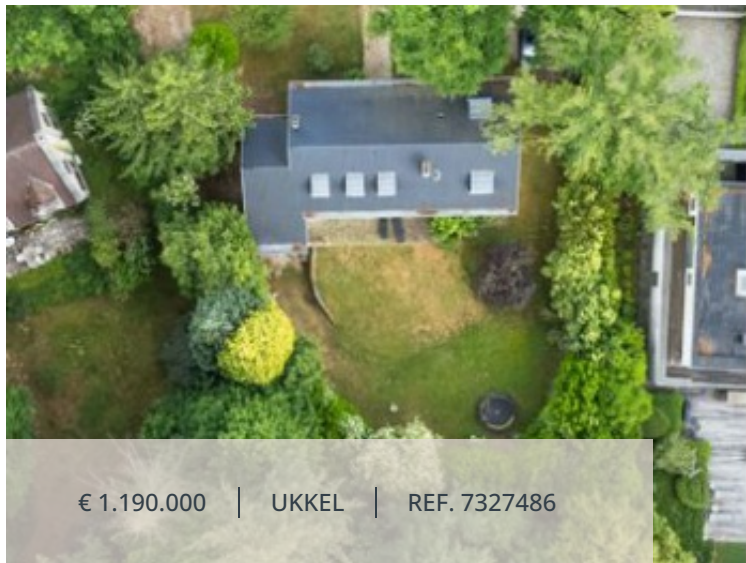 € 1.190.000 | UKKEL | REF. 7327486